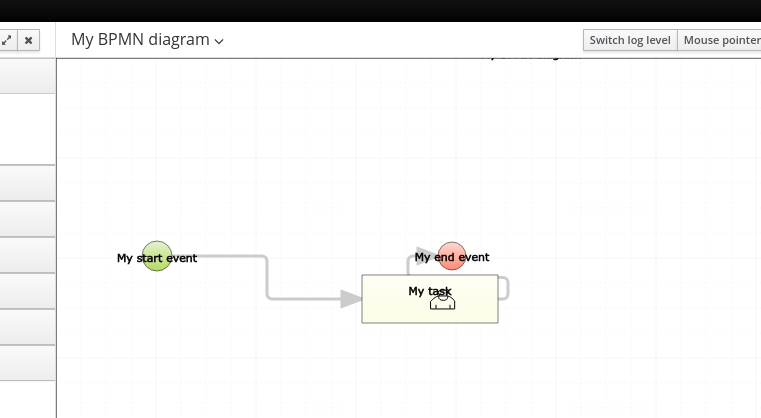 My BPMN diagram
Switch log level
Mouse pointer
My start event
My end event
My task